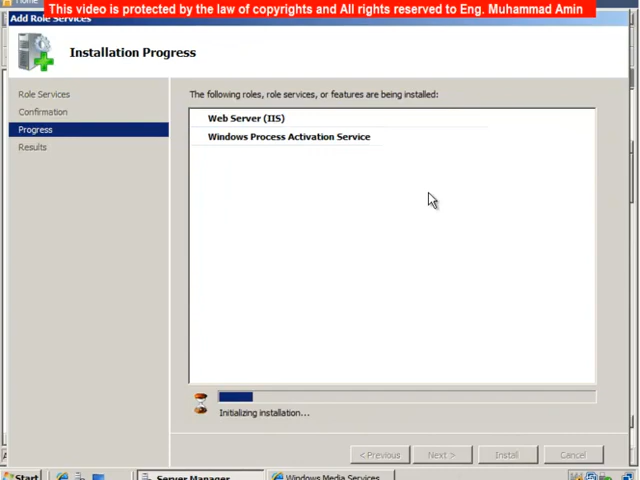 Home
This video is protected by the law of copyrights and All rights reserved to Eng. Muhammad Amin
Add Role Services
Installation Progress
Role Services
Confirmation
Progress
Results
The following roles, role services, or features are being installed:
Web Server (IIS)
Windows Process Activation Service
Initializing installation...
< Previous
Next >
Install
Cancel
Start
Server Manager
Windows Media Services